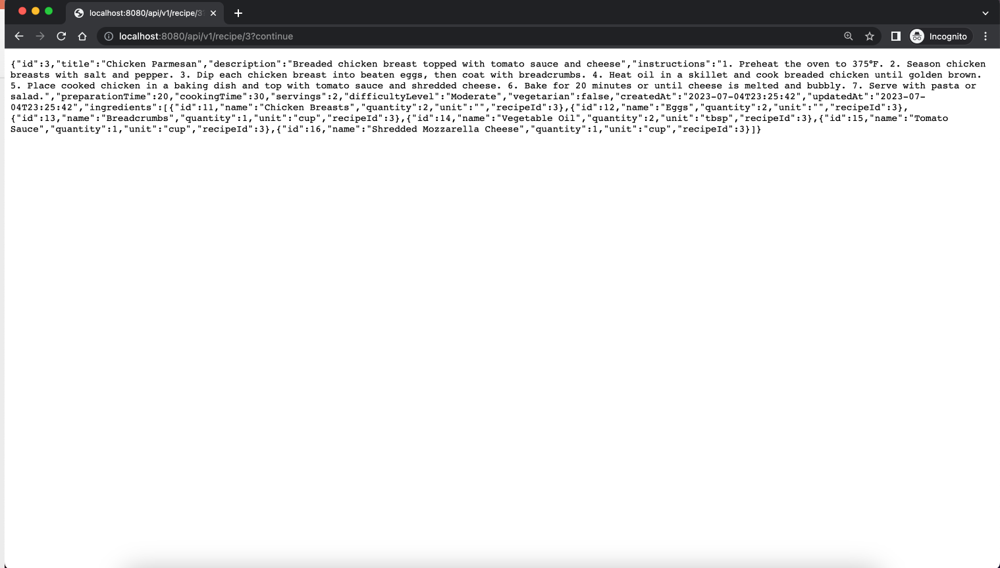 localhost:8080/api/v1/recipe/3
localhost:8080/api/v1/recipe/3?continue
Incognito
{"id":3,"title":"Chicken Parmesan","description":"Breaded chicken breast topped with tomato sauce and cheese","instructions":"1. Preheat the oven to 375°F. 2. Season chicken
breasts with salt and pepper. 3. Dip each chicken breast into beaten eggs, then coat with breadcrumbs. 4. Heat oil in a skillet and cook breaded chicken until golden brown.
5. Place cooked chicken in a baking dish and top with tomato sauce and shredded cheese. 6. Bake for 20 minutes or until cheese is melted and bubbly. 7. Serve with pasta or
salad.","preparationTime":20,"cookingTime":30,"servings":2,"difficultyLevel":"Moderate","vegetarian":false,"createdAt":"2023-07-04T23:25:42","updatedAt":"2023-07-
04T23:25:42","ingredients":[{"id":11,"name":"Chicken Breasts","quantity":2,"unit":"","recipeId":3},{"id":12,"name":"Eggs","quantity":2,"unit":"","recipeId":3},
{"id":13,"name":"Breadcrumbs","quantity":1,"unit":"cup","recipeId":3},{"id":14,"name":"Vegetable Oil","quantity":2,"unit":"tbsp","recipeId":3},{"id":15,"name":"Tomato
Sauce","quantity":1,"unit":"cup","recipeId":3},{"id":16,"name":"Shredded Mozzarella Cheese","quantity":1,"unit":"cup","recipeId":3}]}